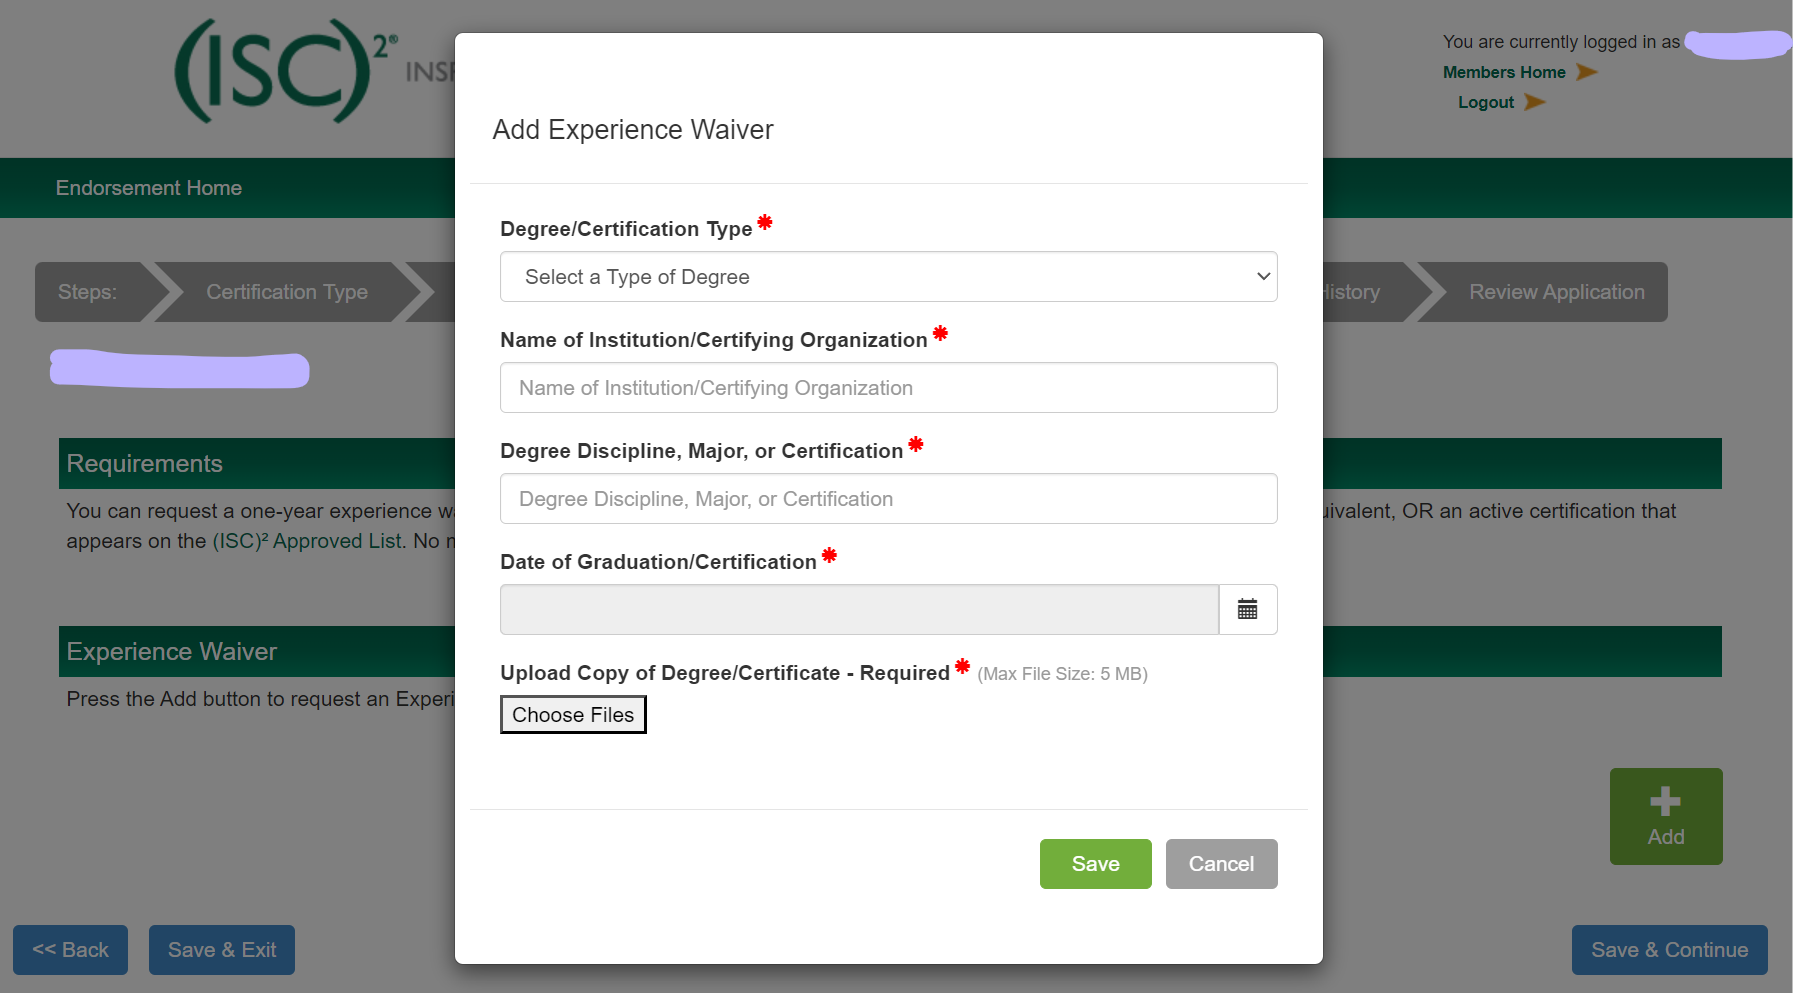 (ISC)²® INSP
You are currently logged in as
Members Home
Logout
Endorsement Home
Steps:
Certification Type
History
Review Application
Requirements
You can request a one-year experience
uivalent, OR an active certification that
appears on the (ISC)² Approved List. No
Experience Waiver
Press the Add button to request an Experi
Add
<< Back
Save & Exit
Save & Continue
Add Experience Waiver
Degree/Certification Type *
Select a Type of Degree
Name of Institution/Certifying Organization *
Name of Institution/Certifying Organization
Degree Discipline, Major, or Certification *
Degree Discipline, Major, or Certification
Date of Graduation/Certification *
Upload Copy of Degree/Certificate - Required * (Max File Size: 5 MB)
Choose Files
Save
Cancel